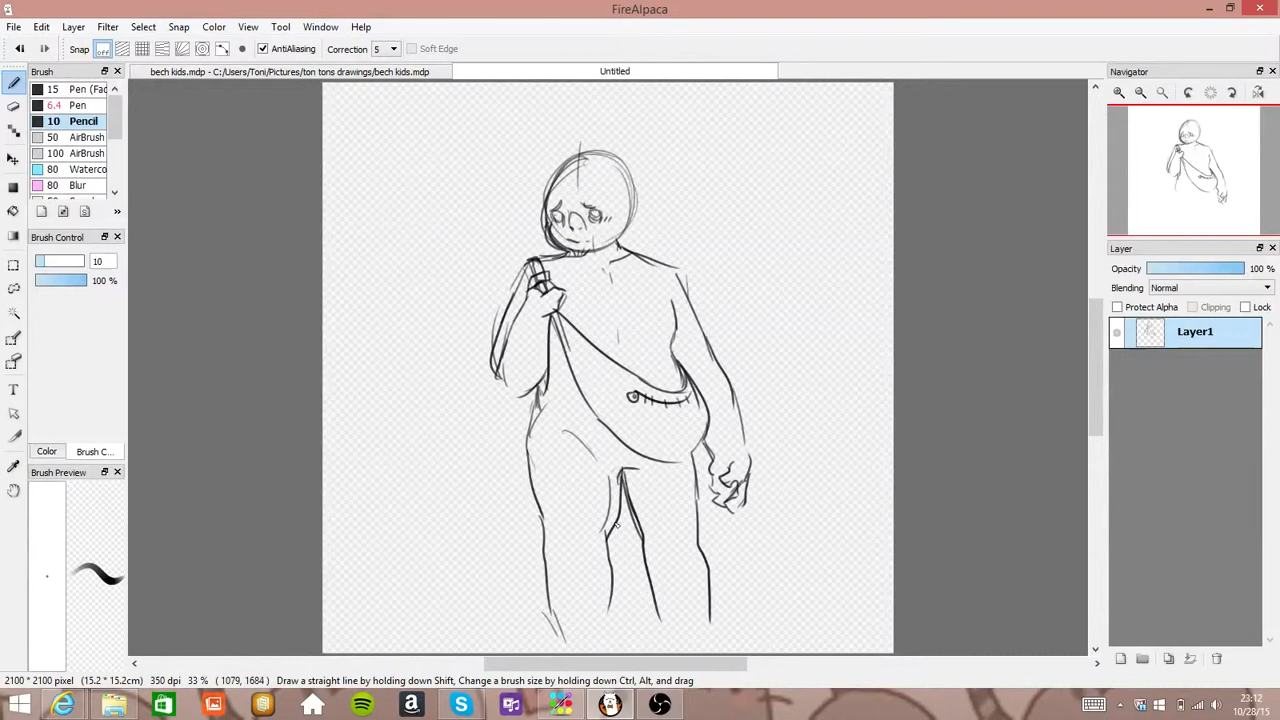 FireAlpaca
File Edit Layer Filter Select Snap Color View Tool Window Help
Snap off AntiAliasing Correction 5 Soft Edge
Brush
bech kids.mdp - C:/Users/Toni/Pictures/ton tons drawings/bech kids.mdp
Untitled
Navigator
15 Pen (Fad
6.4 Pen
10 Pencil
50 AirBrush
100 AirBrush
80 Waterco
80 Blur
Brush Control
10
100 %
Layer
Opacity 100 %
Blending Normal
Protect Alpha Clipping Lock
Layer1
Color Brush C...
Brush Preview
2100 * 2100 pixel (15.2 * 15.2cm) 350 dpi 33 % ( 1079, 1684 ) Draw a straight line by holding down Shift, Change a brush size by holding down Ctrl, Alt, and drag
23:12
10/28/15